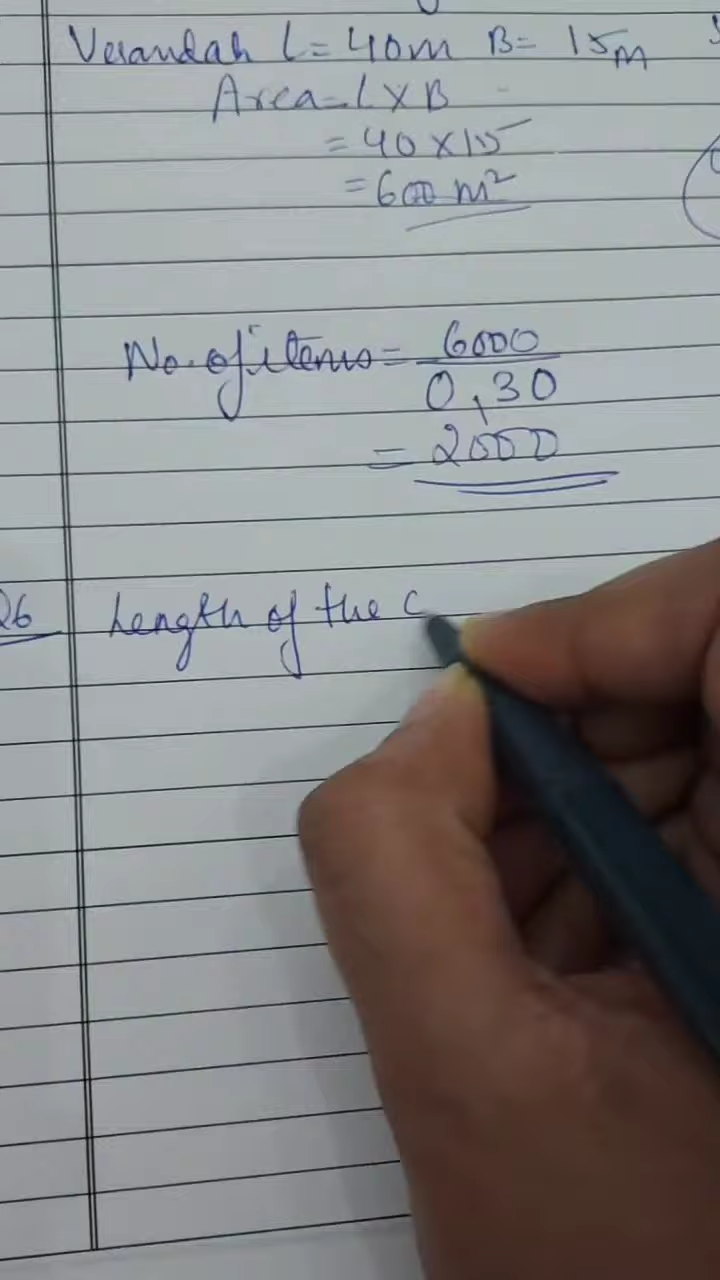 Verandah L = 40m B = 15m
Area = L X B
= 40 X 15
= 600 m²
No. of items = 6000 / 0,30
= 2000
26 Length of the c